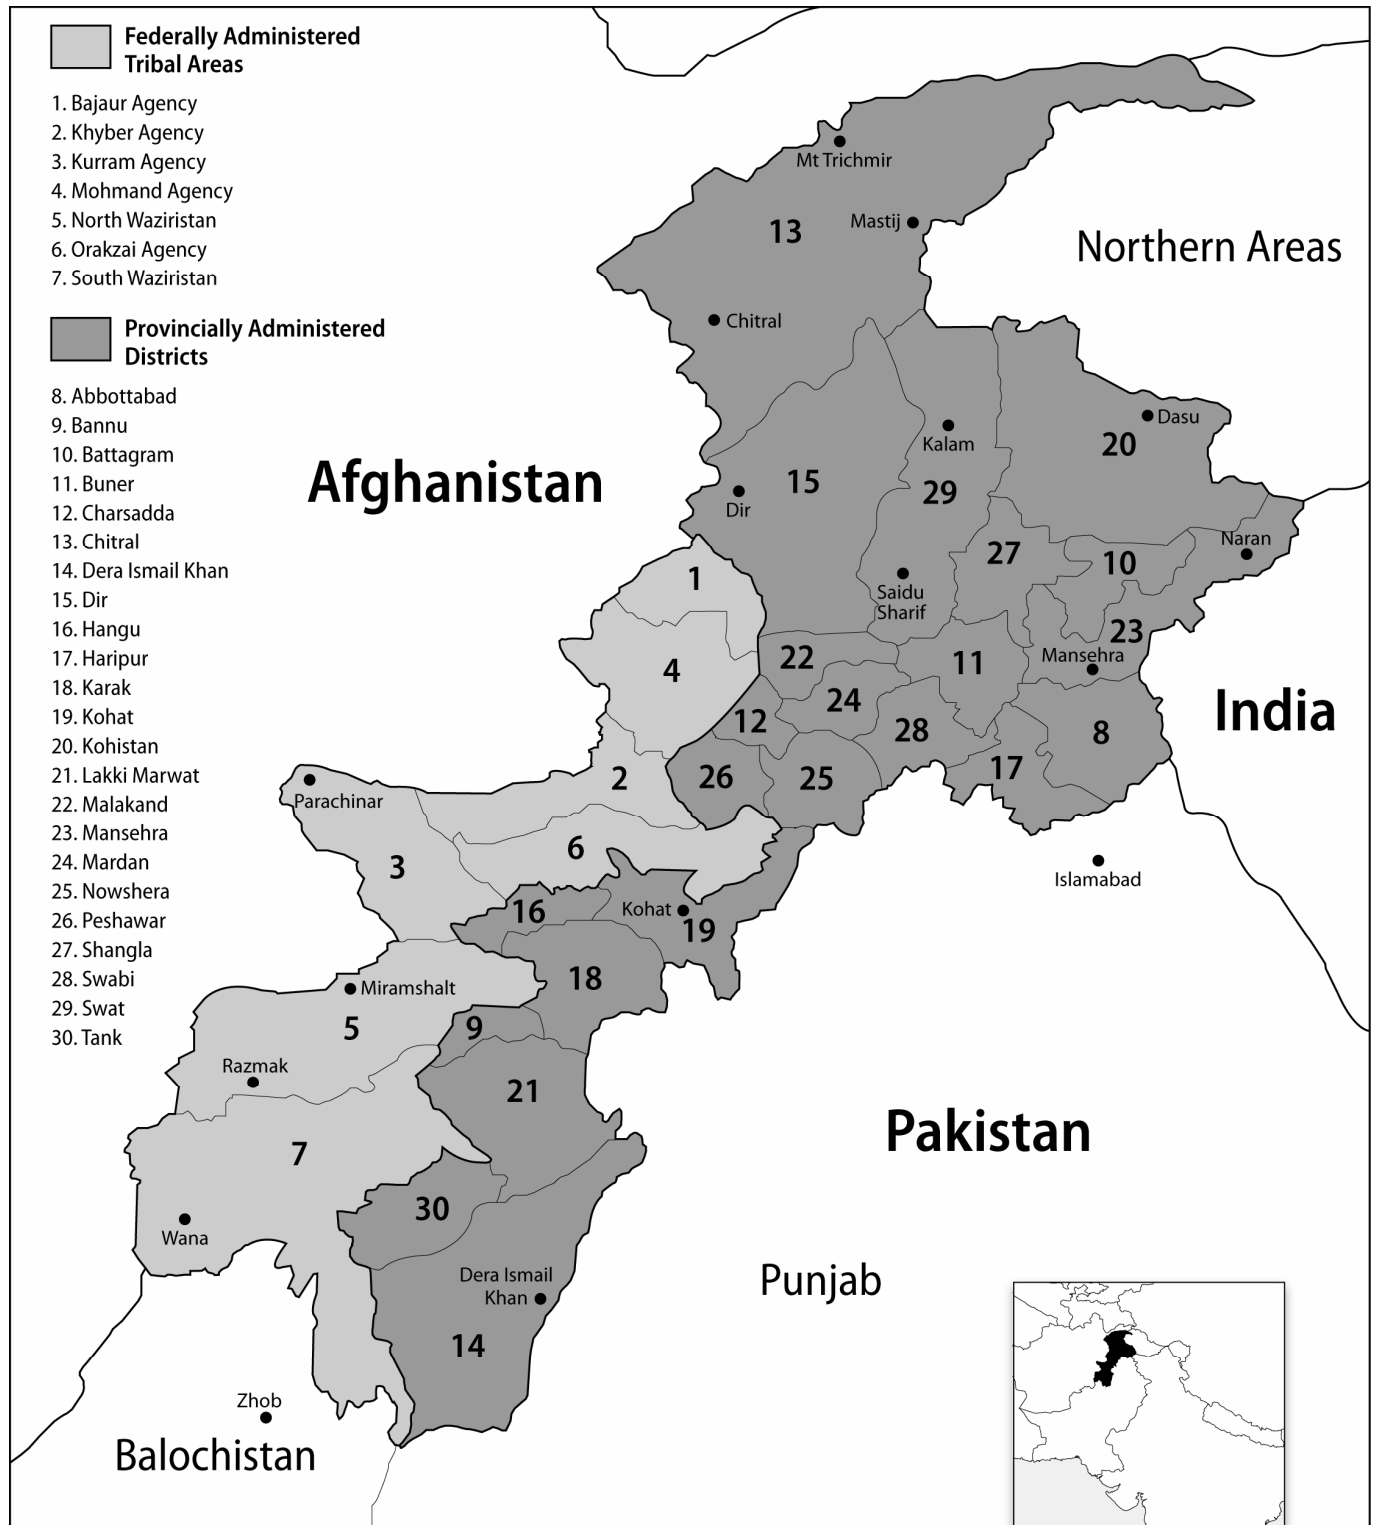 Federally Administered
Tribal Areas
1. Bajaur Agency
2. Khyber Agency
3. Kurram Agency
4. Mohmand Agency
5. North Waziristan
6. Orakzai Agency
7. South Waziristan
Provincially Administered
Districts
8. Abbottabad
9. Bannu
10. Battagram
11. Buner
12. Charsadda
13. Chitral
14. Dera Ismail Khan
15. Dir
16. Hangu
17. Haripur
18. Karak
19. Kohat
20. Kohistan
21. Lakki Marwat
22. Malakand
23. Mansehra
24. Mardan
25. Nowshera
26. Peshawar
27. Shangla
28. Swabi
29. Swat
30. Tank
Mt Trichmir
Mastij
13
Northern Areas
Chitral
Dasu
Kalam
20
Afghanistan
15
29
Dir
Naran
27
10
1
Saidu
Sharif
23
22
Mansehra
11
4
24
India
12
28
8
17
2
26
25
Parachinar
6
3
Islamabad
16
Kohat
19
18
Miramshalt
5
9
Razmak
21
Pakistan
7
30
Wana
Dera Ismail
Khan
Punjab
14
Zhob
Balochistan